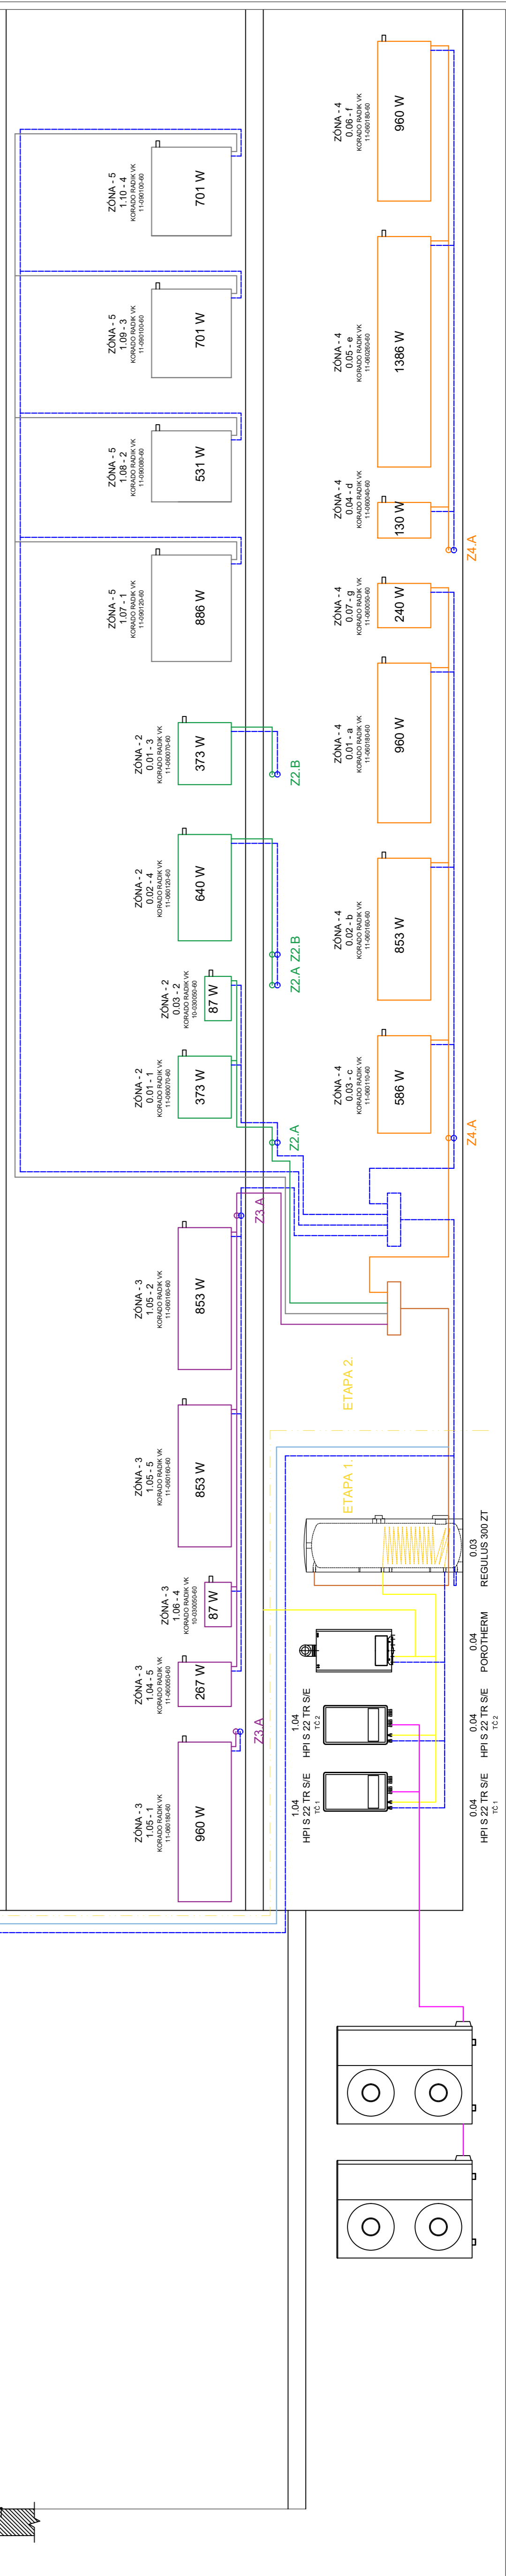 ZÓNA - 3
1.05 - 1
KORADO RADIK VK
11-060180-60
960 W
ZÓNA - 3
1.04 - 5
KORADO RADIK VK
11-060050-60
267 W
ZÓNA - 3
1.06 - 4
KORADO RADIK VK
10-030050-60
87 W
ZÓNA - 3
1.05 - 5
KORADO RADIK VK
11-060160-60
853 W
ZÓNA - 3
1.05 - 2
KORADO RADIK VK
11-060160-60
853 W
ZÓNA - 2
0.01 - 1
KORADO RADIK VK
11-060070-60
373 W
ZÓNA - 2
0.03 - 2
KORADO RADIK VK
10-030050-60
87 W
ZÓNA - 2
0.02 - 4
KORADO RADIK VK
11-060120-60
640 W
ZÓNA - 2
0.01 - 3
KORADO RADIK VK
11-060070-60
373 W
ZÓNA - 5
1.07 - 1
KORADO RADIK VK
11-090120-60
886 W
ZÓNA - 5
1.08 - 2
KORADO RADIK VK
11-090080-60
531 W
ZÓNA - 5
1.09 - 3
KORADO RADIK VK
11-090100-60
701 W
ZÓNA - 5
1.10 - 4
KORADO RADIK VK
11-090100-60
701 W
Z3.A
Z3.A
Z2.A
Z2.A
Z2.B
Z2.B
1.04
HPI S 22 TR S/E
TČ 1
1.04
HPI S 22 TR S/E
TČ 2
ETAPA 1.
ETAPA 2.
ZÓNA - 4
0.03 - c
KORADO RADIK VK
11-060110-60
586 W
ZÓNA - 4
0.02 - b
KORADO RADIK VK
11-060160-60
853 W
ZÓNA - 4
0.01 - a
KORADO RADIK VK
11-060180-60
960 W
ZÓNA - 4
0.07 - g
KORADO RADIK VK
11-060050-60
240 W
ZÓNA - 4
0.04 - d
KORADO RADIK VK
11-060040-60
130 W
ZÓNA - 4
0.05 - e
KORADO RADIK VK
11-060260-60
1386 W
ZÓNA - 4
0.06 - f
KORADO RADIK VK
11-060180-60
960 W
0.04
HPI S 22 TR S/E
TČ 1
0.04
HPI S 22 TR S/E
TČ 2
0.04
POROTHERM
0.03
REGULUS 300 ZT
Z4.A
Z4.A